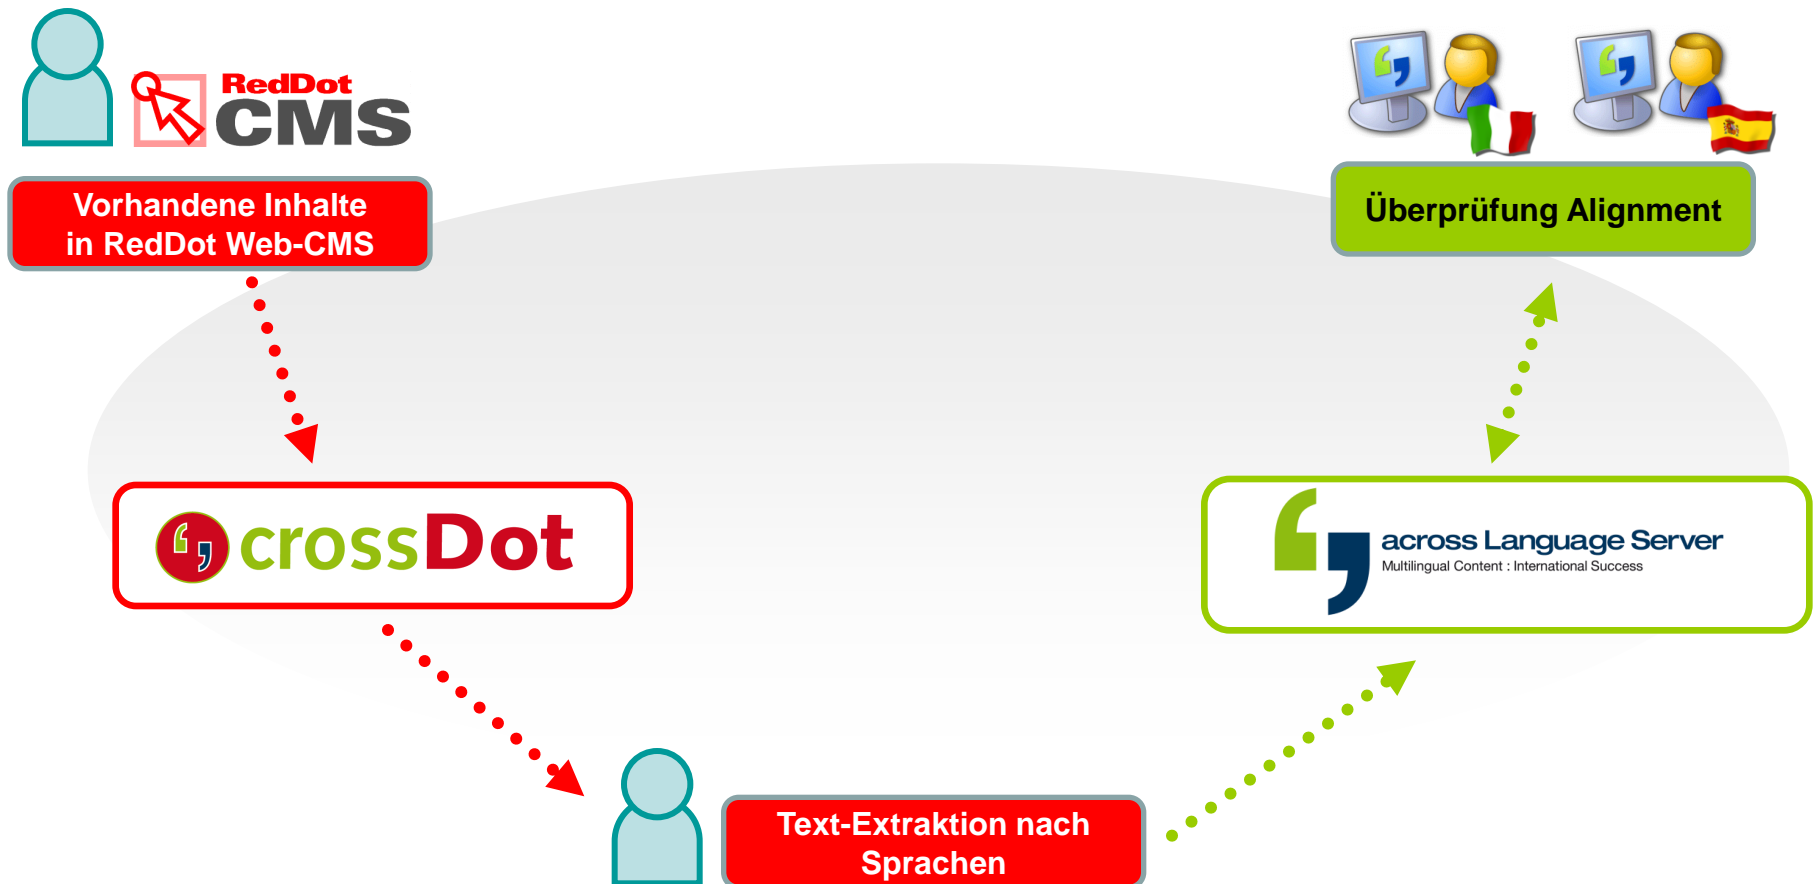 RedDot
CMS
Vorhandene Inhalte
in RedDot Web-CMS
Überprüfung Alignment
crossDot
across Language Server
Multilingual Content : International Success
Text-Extraktion nach
Sprachen